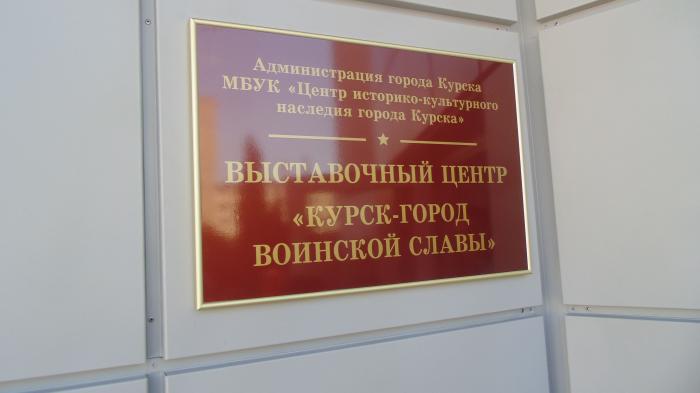 Администрация города Курска
МБУК «Центр историко-культурного
наследия города Курска»
ВЫСТАВОЧНЫЙ ЦЕНТР
«КУРСК-ГОРОД
ВОИНСКОЙ СЛАВЫ»